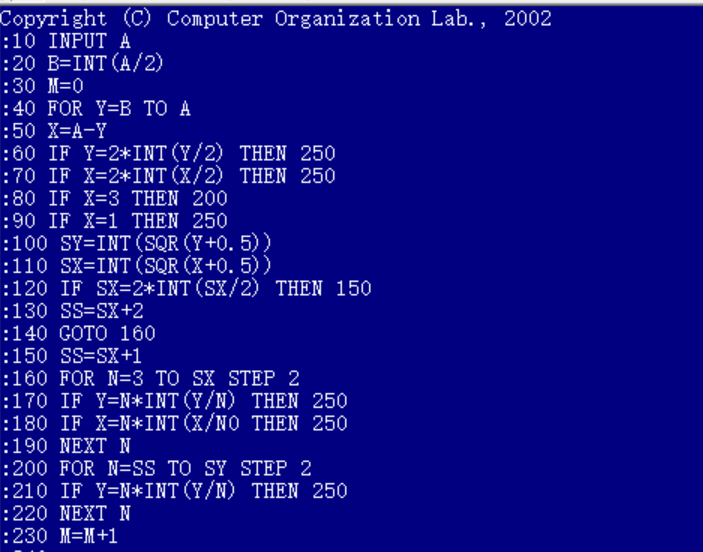 Copyright (C) Computer Organization Lab., 2002
:10 INPUT A
:20 B=INT(A/2)
:30 M=0
:40 FOR Y=B TO A
:50 X=A-Y
:60 IF Y=2*INT(Y/2) THEN 250
:70 IF X=2*INT(X/2) THEN 250
:80 IF X=3 THEN 200
:90 IF X=1 THEN 250
:100 SY=INT(SQR(Y+0.5))
:110 SX=INT(SQR(X+0.5))
:120 IF SX=2*INT(SX/2) THEN 150
:130 SS=SX+2
:140 GOTO 160
:150 SS=SX+1
:160 FOR N=3 TO SX STEP 2
:170 IF Y=N*INT(Y/N) THEN 250
:180 IF X=N*INT(X/N0 THEN 250
:190 NEXT N
:200 FOR N=SS TO SY STEP 2
:210 IF Y=N*INT(Y/N) THEN 250
:220 NEXT N
:230 M=M+1